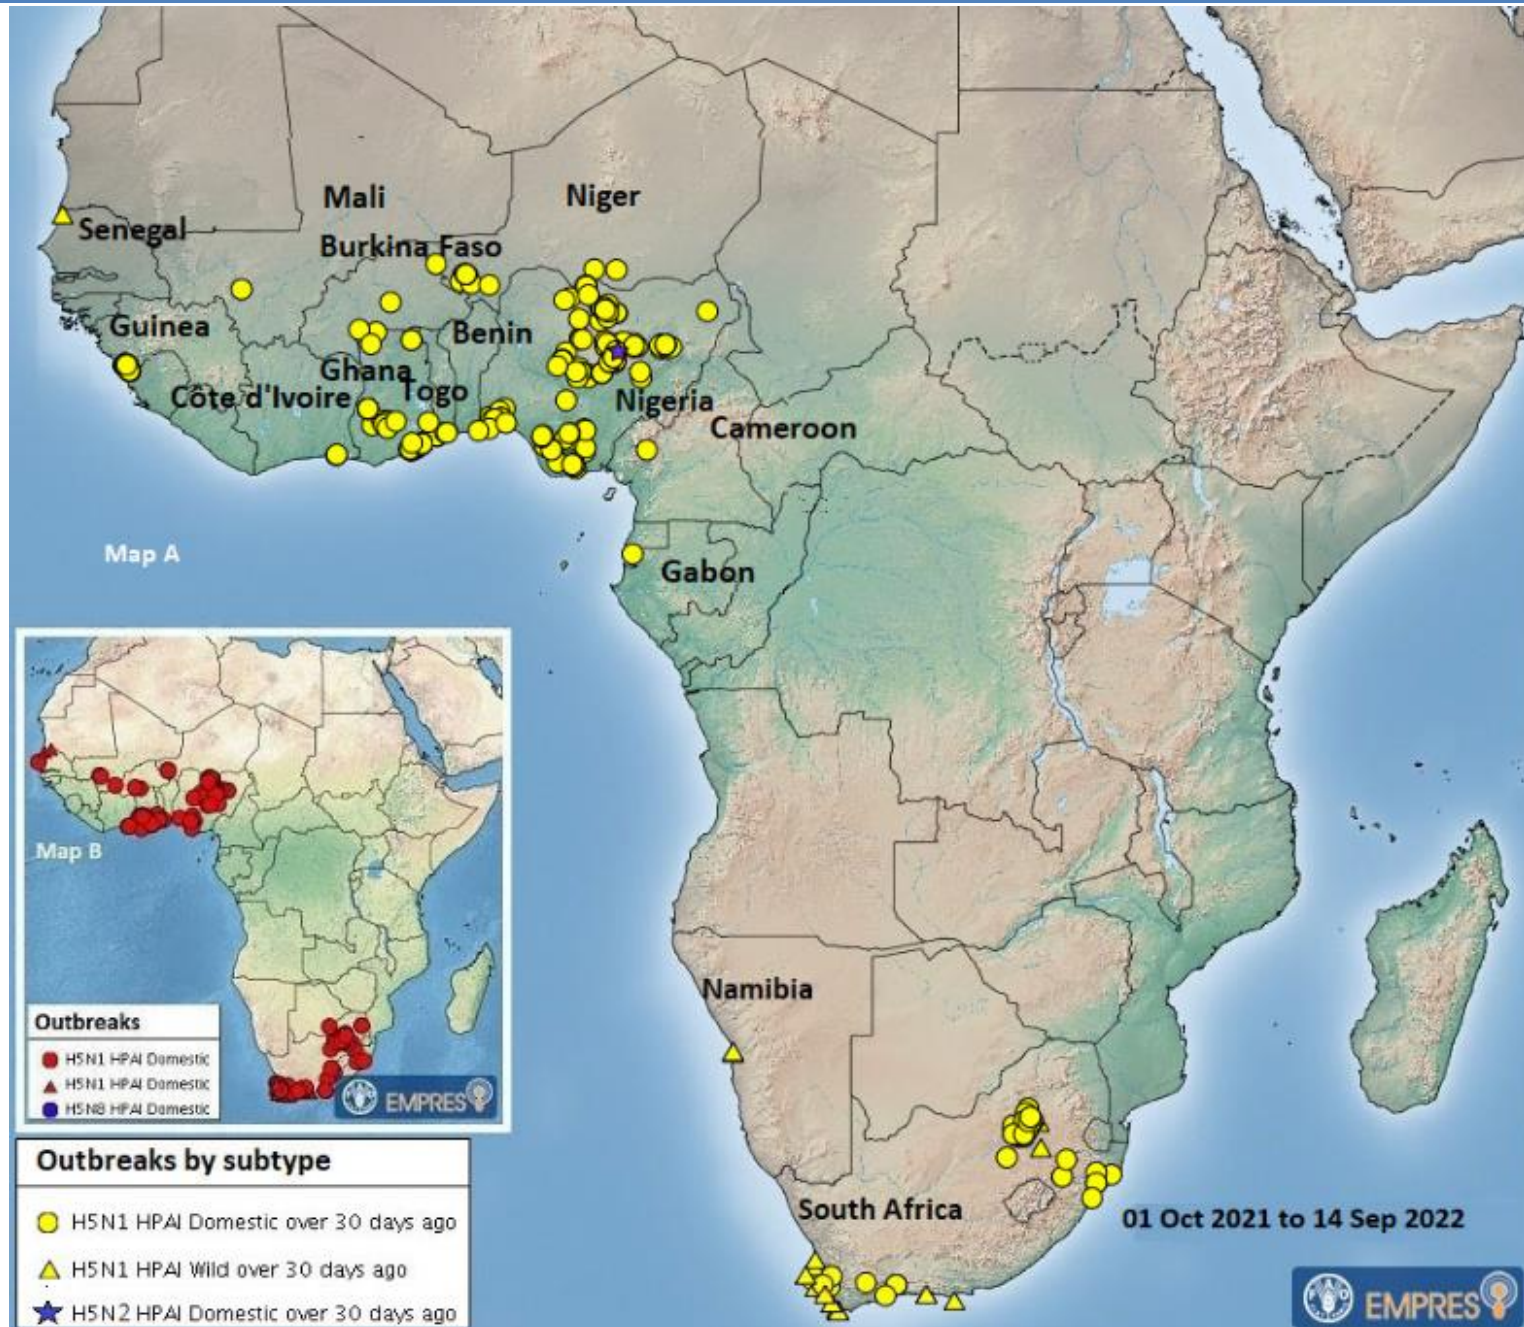 Mali
Niger
Senegal
Burkina Faso
Guinea
Benin
Ghana
Togo
Côte d'Ivoire
Nigeria
Cameroon
Map A
Gabon
Map B
Outbreaks
H5N1 HPAI Domestic
H5N1 HPAI Domestic
H5N8 HPAI Domestic
FAO
EMPRES
Namibia
South Africa
01 Oct 2021 to 14 Sep 2022
Outbreaks by subtype
H5N1 HPAI Domestic over 30 days ago
H5N1 HPAI Wild over 30 days ago
H5N2 HPAI Domestic over 30 days ago
FAO
EMPRES